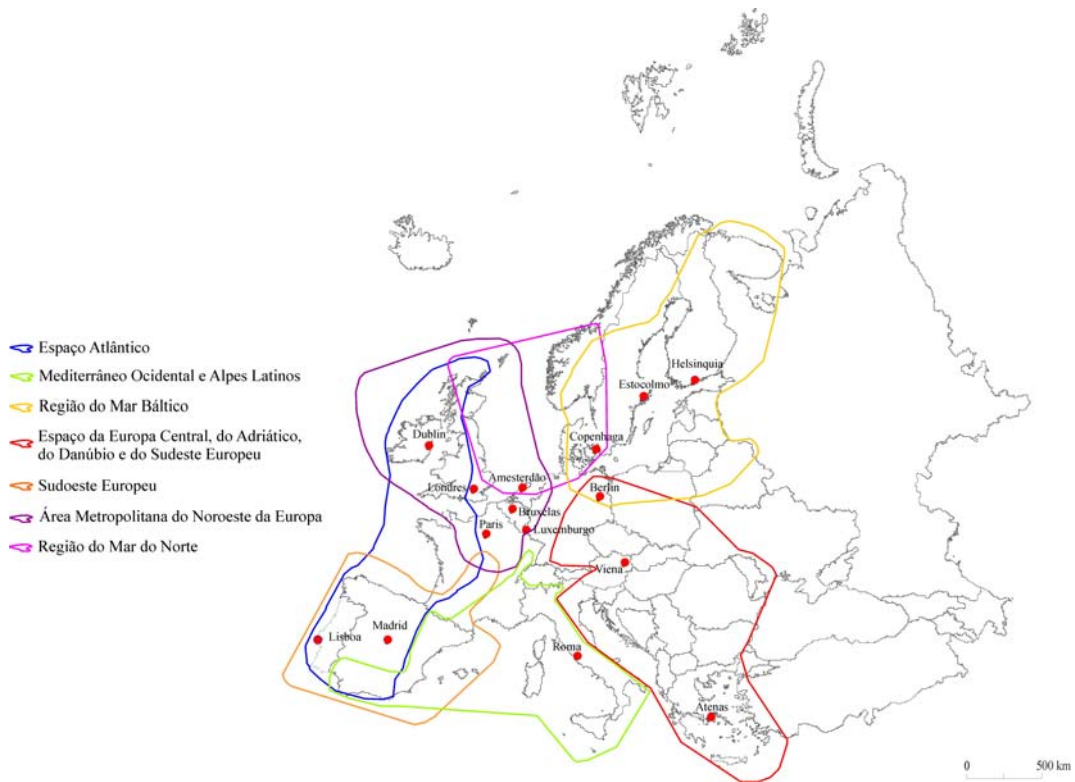 Espaço Atlântico
Mediterrâneo Ocidental e Alpes Latinos
Região do Mar Báltico
Espaço da Europa Central, do Adriático,
do Danúbio e do Sudeste Europeu
Sudoeste Europeu
Área Metropolitana do Noroeste da Europa
Região do Mar do Norte
Helsinquia
Estocolmo
Copenhaga
Dublin
Londres
Amesterdão
Berlin
Bruxelas
Paris
Luxemburgo
Viena
Lisboa
Madrid
Roma
Atenas
0 500 km